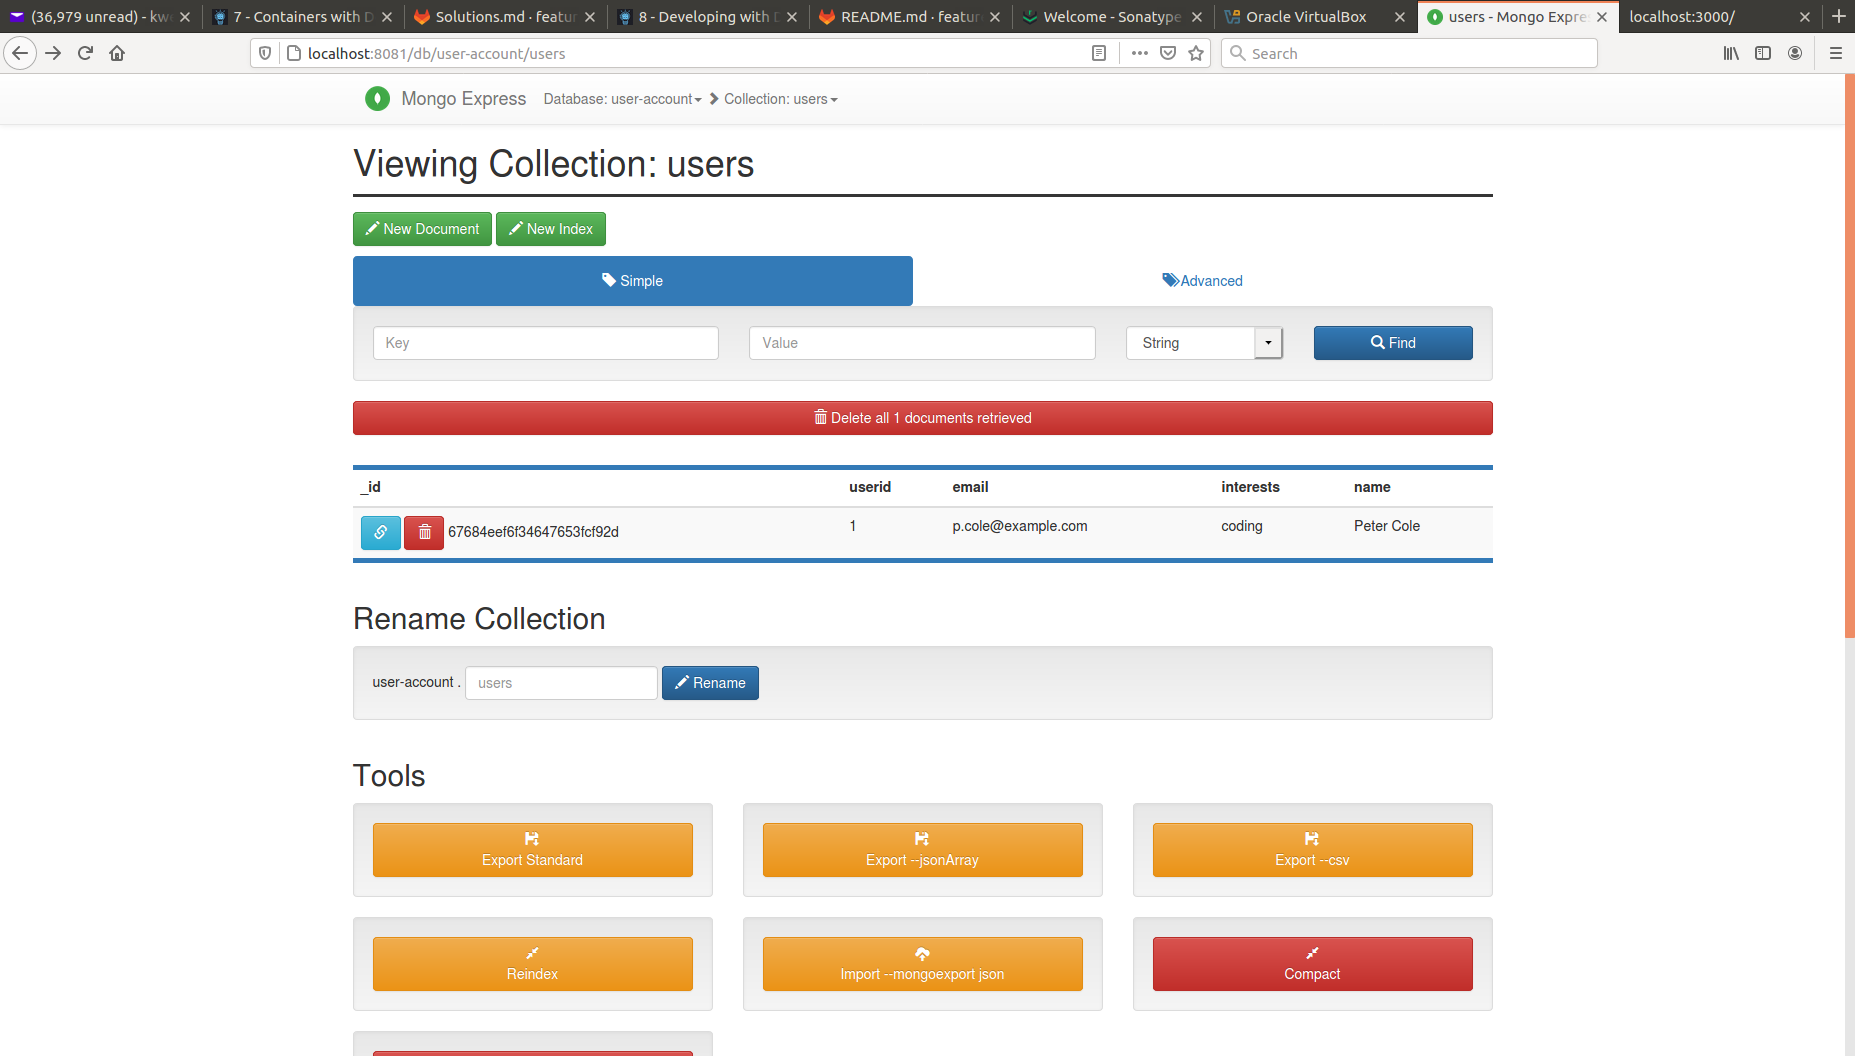 (36,979 unread) - kw
7 - Containers with D
Solutions.md · featu
8 - Developing with D
README.md · featur
Welcome - Sonatype
Oracle VirtualBox
users - Mongo Expre
localhost:3000/
localhost:8081/db/user-account/users
Search
Mongo Express
Database: user-account
Collection: users
Viewing Collection: users
New Document
New Index
Simple
Advanced
Key
Value
String
Find
Delete all 1 documents retrieved
_id userid email interests name
67684eef6f34647653fcf92d 1 p.cole@example.com coding Peter Cole
Rename Collection
user-account . users Rename
Tools
Export Standard
Export --jsonArray
Export --csv
Reindex
Import --mongoexport json
Compact